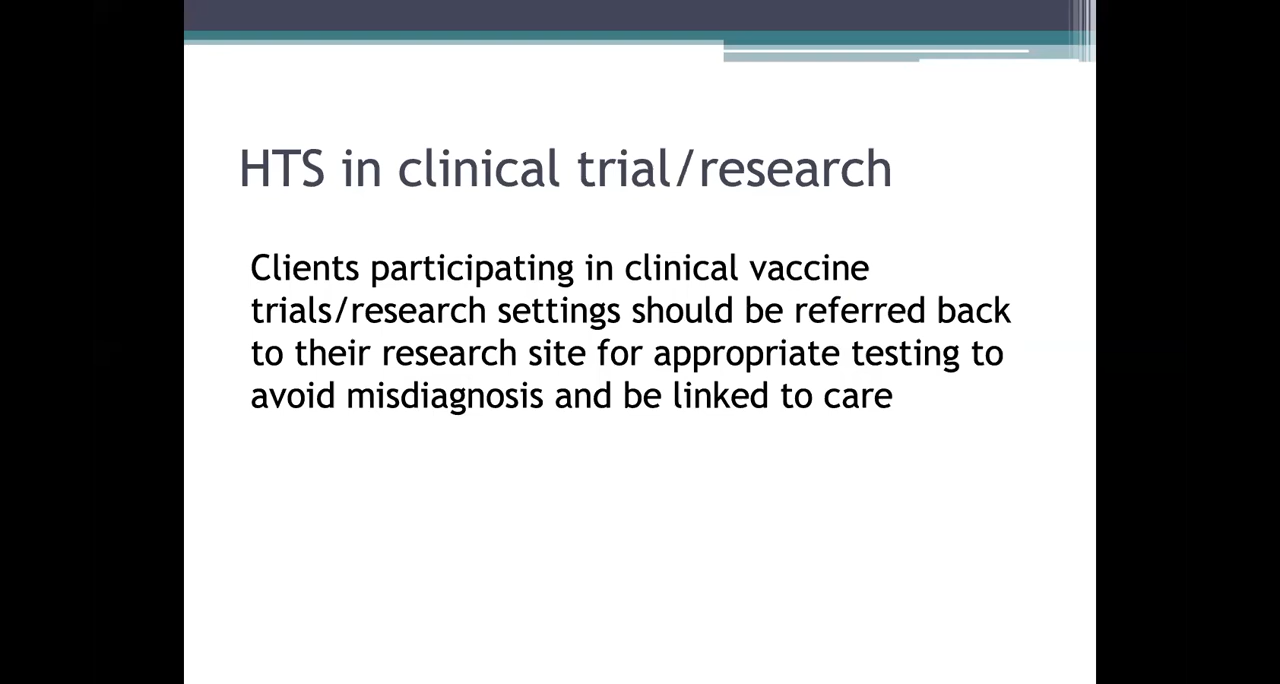 HTS in clinical trial/research
Clients participating in clinical vaccine
trials/research settings should be referred back
to their research site for appropriate testing to
avoid misdiagnosis and be linked to care